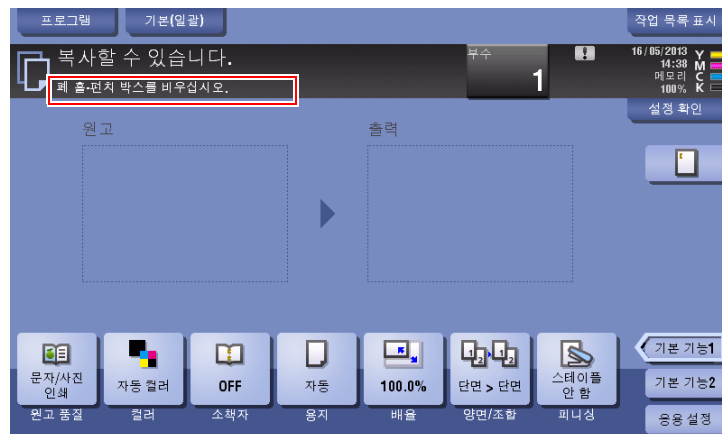 프로그램
기본(일괄)
작업 목록 표시
복사할 수 있습니다.
폐 홀-펀치 박스를 비우십시오.
부수
1
16/05/2013
14:38
메모리
100%
Y
M
C
K
설정 확인
원고
출력
문자/사진
인쇄
원고 품질
자동 컬러
컬러
OFF
소책자
자동
용지
100.0%
배율
단면 > 단면
양면/조합
스테이플
안 함
피니싱
기본 기능1
기본 기능2
응용 설정